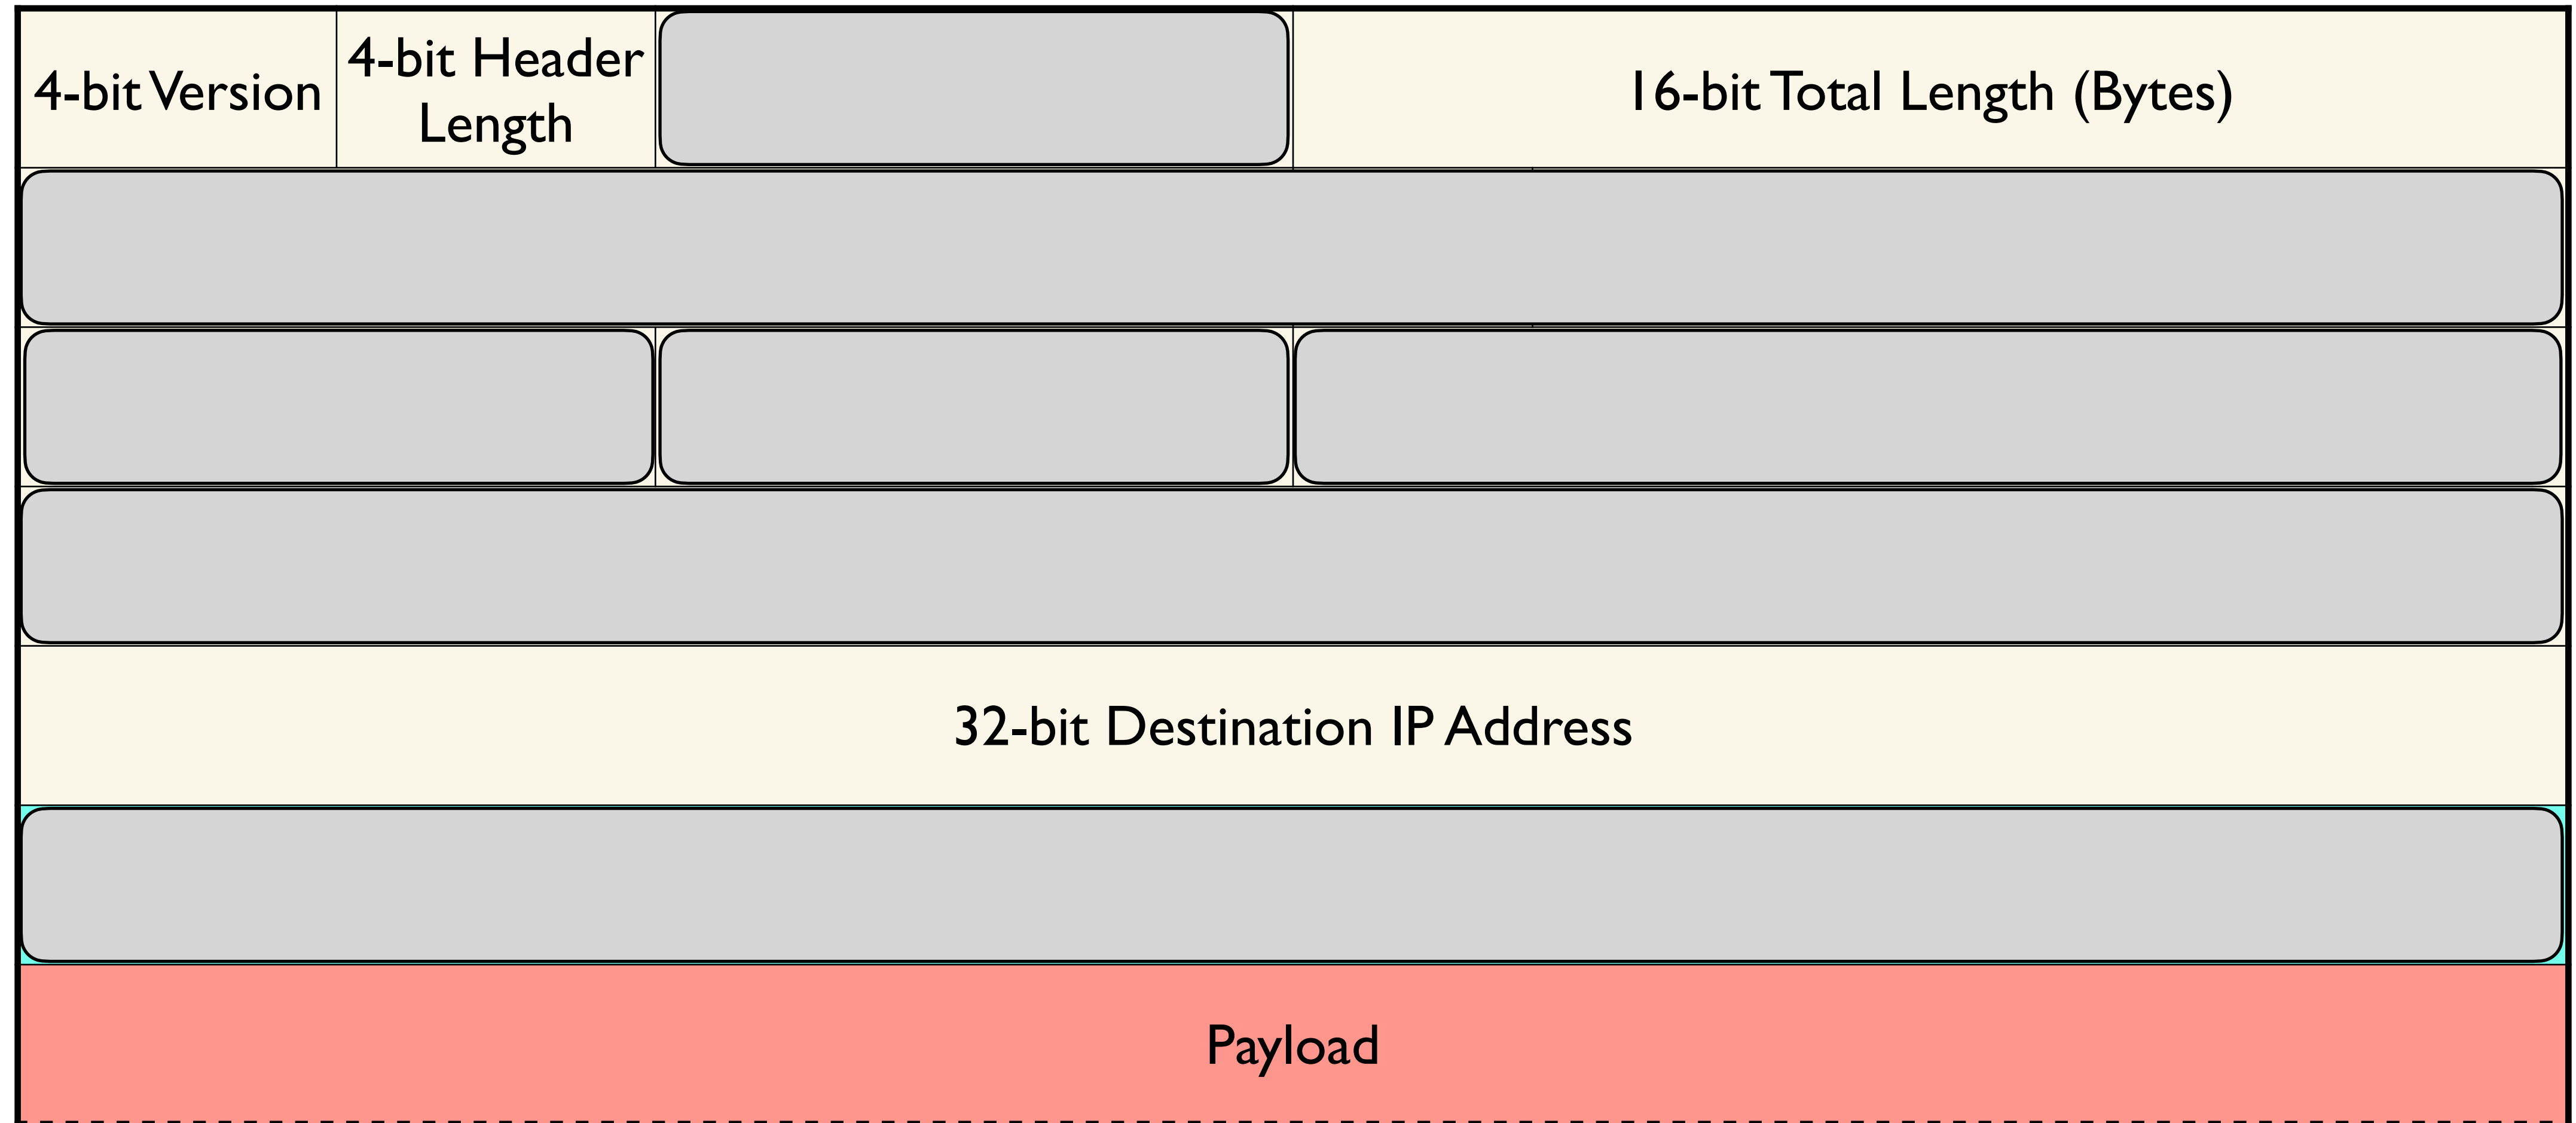 4-bit Version
4-bit Header
Length
16-bit Total Length (Bytes)
32-bit Destination IP Address
Payload